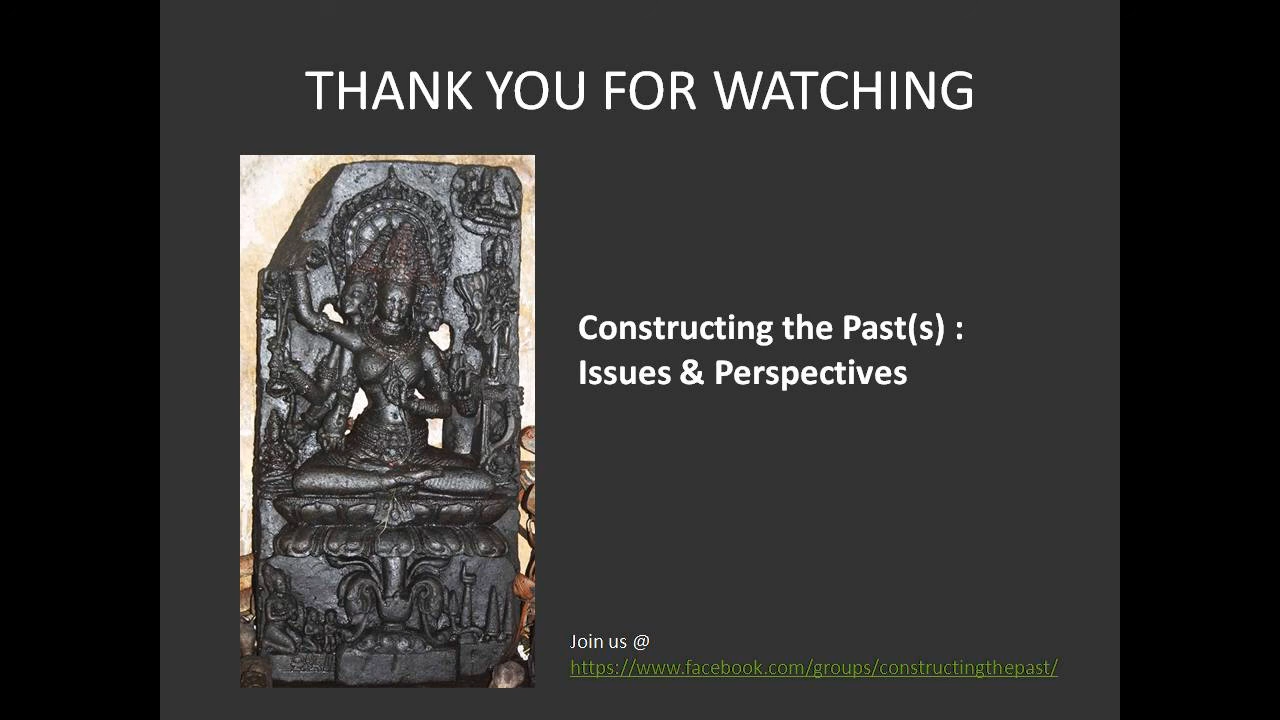 THANK YOU FOR WATCHING
Constructing the Past(s) :
Issues & Perspectives
Join us @
https://www.facebook.com/groups/constructingthepast/